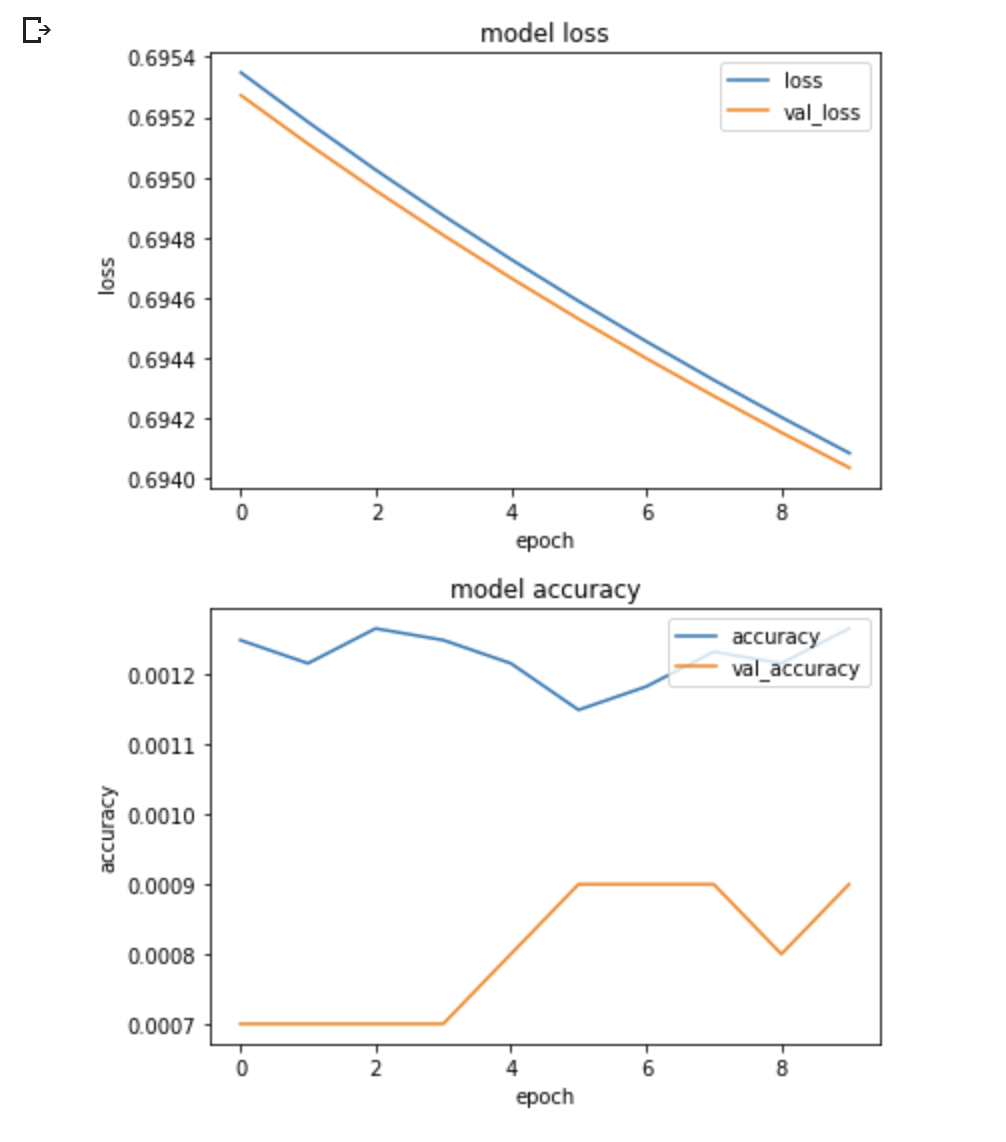 model loss
0.6954
0.6952
0.6950
0.6948
0.6946
0.6944
0.6942
0.6940
loss
loss
val_loss
0 2 4 6 8
epoch
model accuracy
0.0012
0.0011
0.0010
0.0009
0.0008
0.0007
accuracy
accuracy
val_accuracy
0 2 4 6 8
epoch